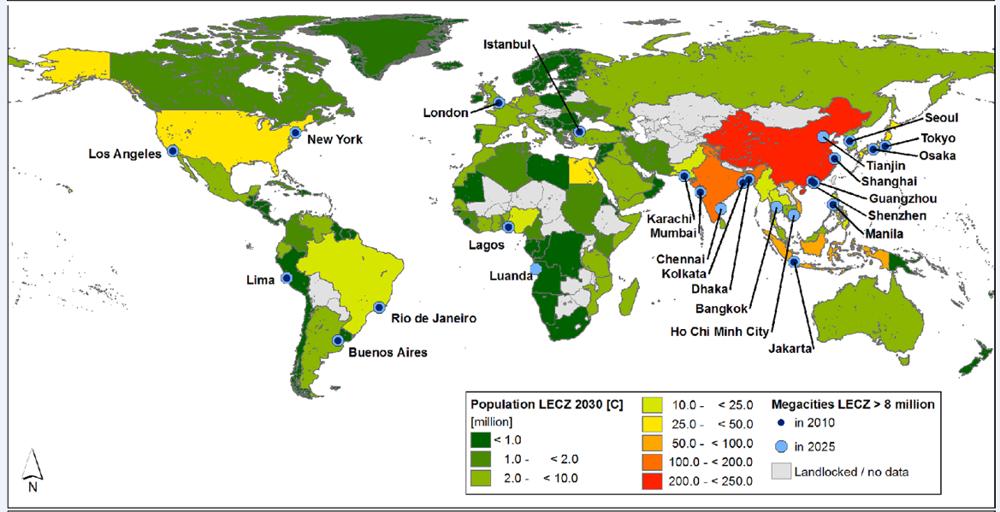 Istanbul
London
New York
Los Angeles
Seoul
Tokyo
Osaka
Tianjin
Shanghai
Guangzhou
Shenzhen
Manila
Karachi
Mumbai
Lagos
Chennai
Kolkata
Luanda
Lima
Dhaka
Bangkok
Rio de Janeiro
Ho Chi Minh City
Buenos Aires
Jakarta
Population LECZ 2030 [C]
[million]
< 1.0
1.0 - < 2.0
2.0 - < 10.0
10.0 - < 25.0
25.0 - < 50.0
50.0 - < 100.0
100.0 - < 200.0
200.0 - < 250.0
Megacities LECZ > 8 million
in 2010
in 2025
Landlocked / no data
N